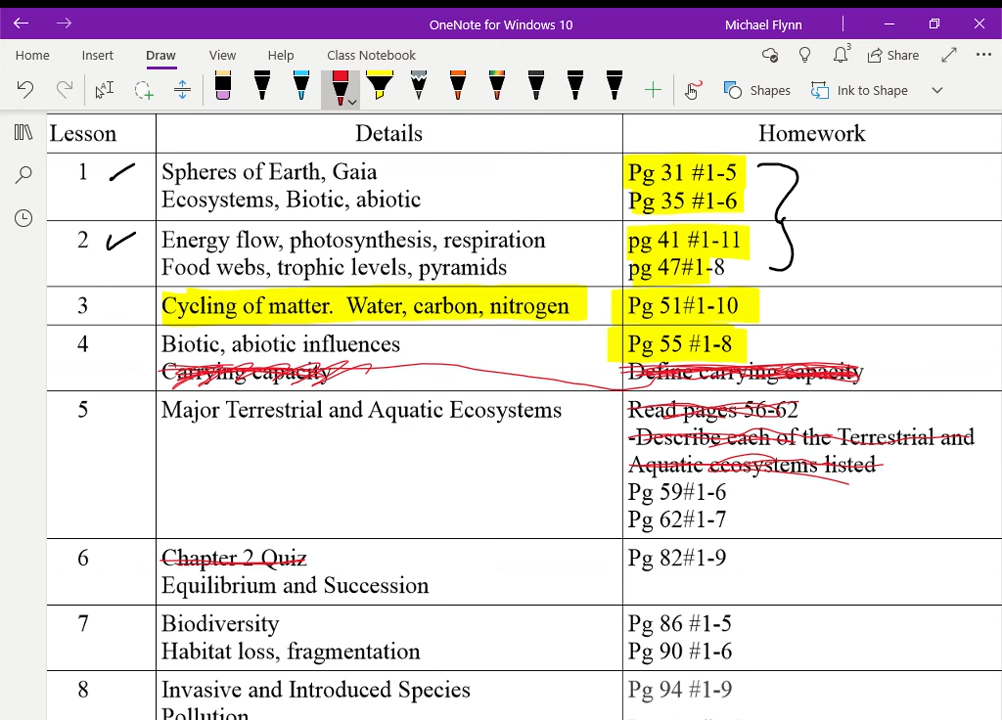 OneNote for Windows 10
Michael Flynn
Home Insert Draw View Help Class Notebook
3
Share
Shapes
Ink to Shape
Lesson Details Homework
1 Spheres of Earth, Gaia Pg 31 #1-5
Ecosystems, Biotic, abiotic Pg 35 #1-6
2 Energy flow, photosynthesis, respiration pg 41 #1-11
Food webs, trophic levels, pyramids pg 47#1-8
3 Cycling of matter. Water, carbon, nitrogen Pg 51#1-10
4 Biotic, abiotic influences Pg 55 #1-8
Carrying capacity Define carrying capacity
5 Major Terrestrial and Aquatic Ecosystems Read pages 56-62
-Describe each of the Terrestrial and
Aquatic ecosystems listed
Pg 59#1-6
Pg 62#1-7
6 Chapter 2 Quiz Pg 82#1-9
Equilibrium and Succession
7 Biodiversity Pg 86 #1-5
Habitat loss, fragmentation Pg 90 #1-6
8 Invasive and Introduced Species Pg 94 #1-9
Pollution